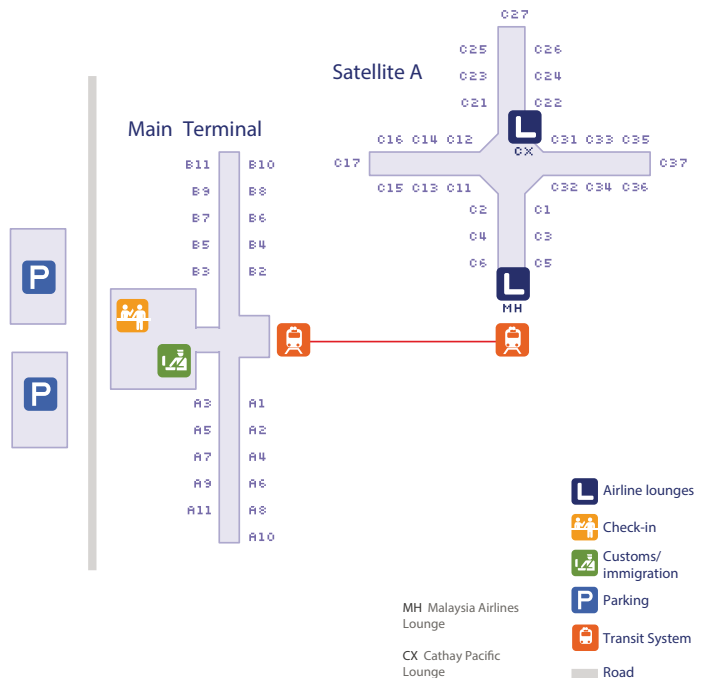 C27
C25 C26
Satellite A
C23 C24
C21 C22
Main Terminal
L
CX
C16 C14 C12 C31 C33 C35
C17 C37
C15 C13 C11 C32 C34 C36
B11 B10
B9 B8
B7 B6
B5 B4
B3 B2
C2 C1
C4 C3
C6 C5
L
MH
P
P
A3 A1
A5 A2
A7 A4
A9 A6
A11 A8
A10
L Airline lounges
Check-in
Customs/
immigration
P Parking
Transit System
Road
MH Malaysia Airlines
Lounge
CX Cathay Pacific
Lounge